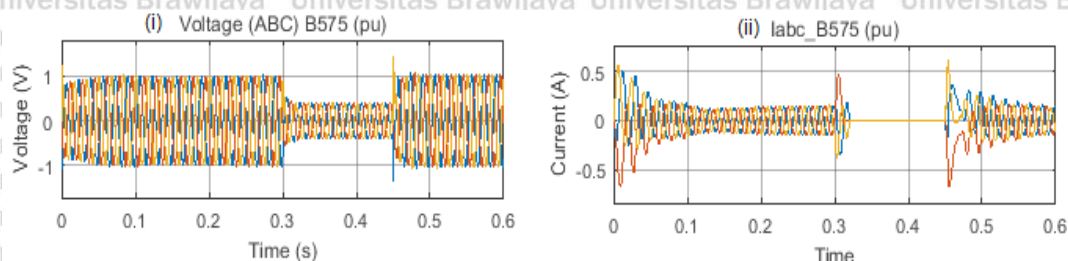 niversitas Brawijaya Universitas Brawijaya Universitas Brawijaya Universitas B
(i) Voltage (ABC) B575 (pu)
Voltage (V)
1
0
-1
0 0.1 0.2 0.3 0.4 0.5 0.6
Time (s)
(ii) Iabc_B575 (pu)
Current (A)
0.5
0
-0.5
0 0.1 0.2 0.3 0.4 0.5 0.6
Time